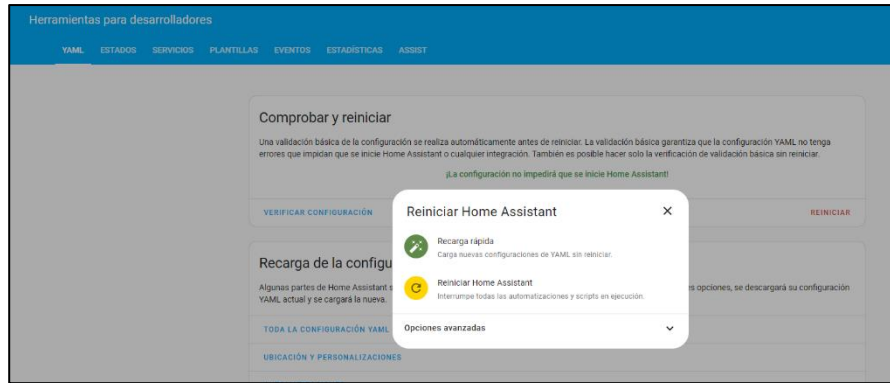 Herramientas para desarrolladores
YAML ESTADOS SERVICIOS PLANTILLAS EVENTOS ESTADÍSTICAS ASSIST
Comprobar y reiniciar
Una validación básica de la configuración se realiza automáticamente antes de reiniciar. La validación básica garantiza que la configuración YAML no tenga
errores que impidan que se inicie Home Assistant o cualquier integración. También es posible hacer solo la verificación de validación básica sin reiniciar.
¡La configuración no impedirá que se inicie Home Assistant!
VERIFICAR CONFIGURACIÓN
REINICIAR
Reiniciar Home Assistant
Recarga rápida
Carga nuevas configuraciones de YAML sin reiniciar.
Reiniciar Home Assistant
Interrumpe todas las automatizaciones y scripts en ejecución.
Opciones avanzadas
Recarga de la configu
Algunas partes de Home Assistant s
es opciones, se descargará su configuración
YAML actual y se cargará la nueva.
TODA LA CONFIGURACIÓN YAML
UBICACIÓN Y PERSONALIZACIONES